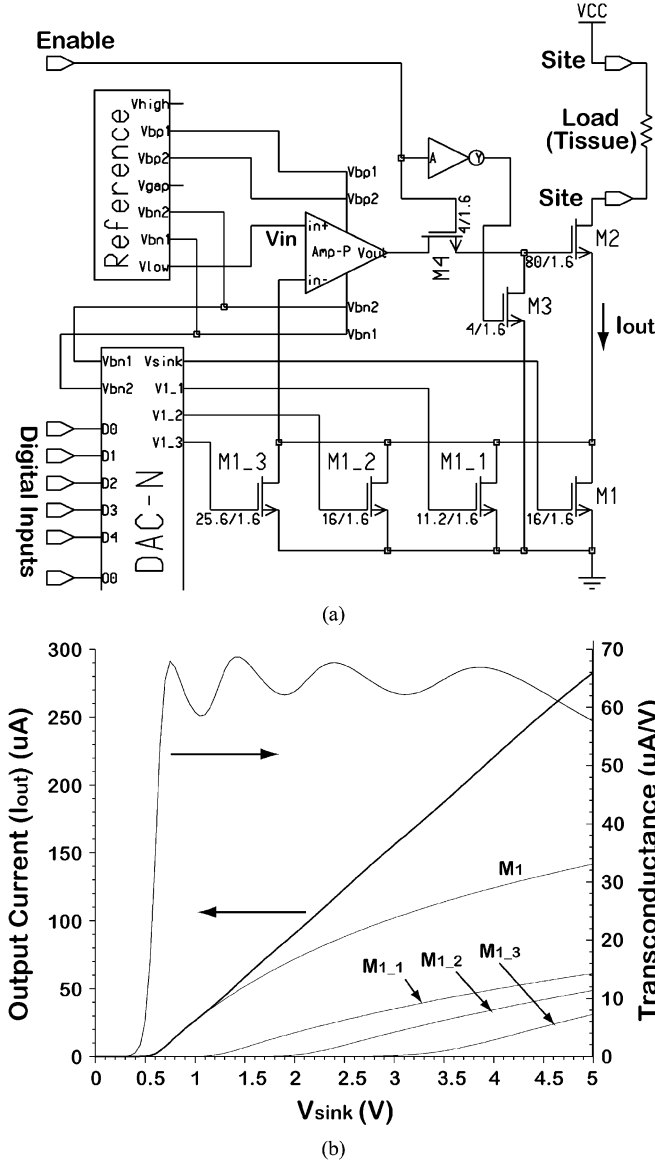 VCC
Enable
Site
Load
(Tissue)
Site
Reference
Vhigh
Vbp1
Vbp2
Vgap
Vbn2
Vbn1
Vlow
Vbp1
Vbp2
Vin
in+
Amp-P
Vout
in-
Vbn2
Vbn1
A
Y
4/1.6
M4
80/1.6
M2
M3
4/1.6
Iout
Vbn1
Vbn2
Vsink
V1_1
V1_2
V1_3
DAC-N
Digital Inputs
D0
D1
D2
D3
D4
O0
M1_3
25.6/1.6
M1_2
16/1.6
M1_1
11.2/1.6
M1
16/1.6
(a)
Output Current (Iout) (uA)
300
250
200
150
100
50
0
70
60
50
40
30
20
10
0
Transconductance (uA/V)
M1
M1_1
M1_2
M1_3
0 0.5 1 1.5 2 2.5 3 3.5 4 4.5 5
Vsink (V)
(b)